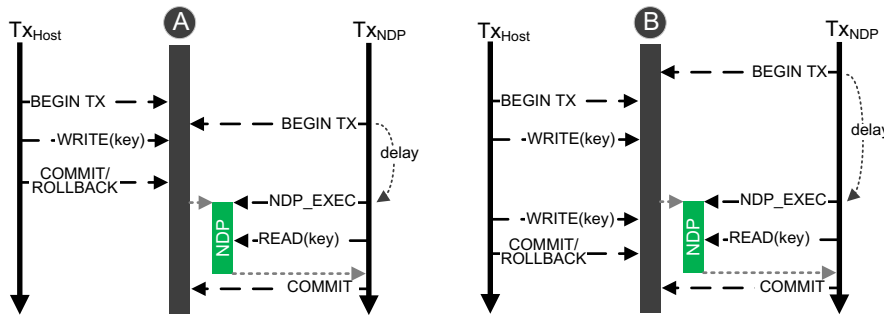 A
TxHost
TxNDP
BEGIN TX
BEGIN TX
WRITE(key)
delay
COMMIT/
ROLLBACK
NDP_EXEC
NDP
READ(key)
COMMIT
B
TxHost
TxNDP
BEGIN TX
BEGIN TX
delay
WRITE(key)
NDP_EXEC
WRITE(key)
NDP
READ(key)
COMMIT/
ROLLBACK
COMMIT